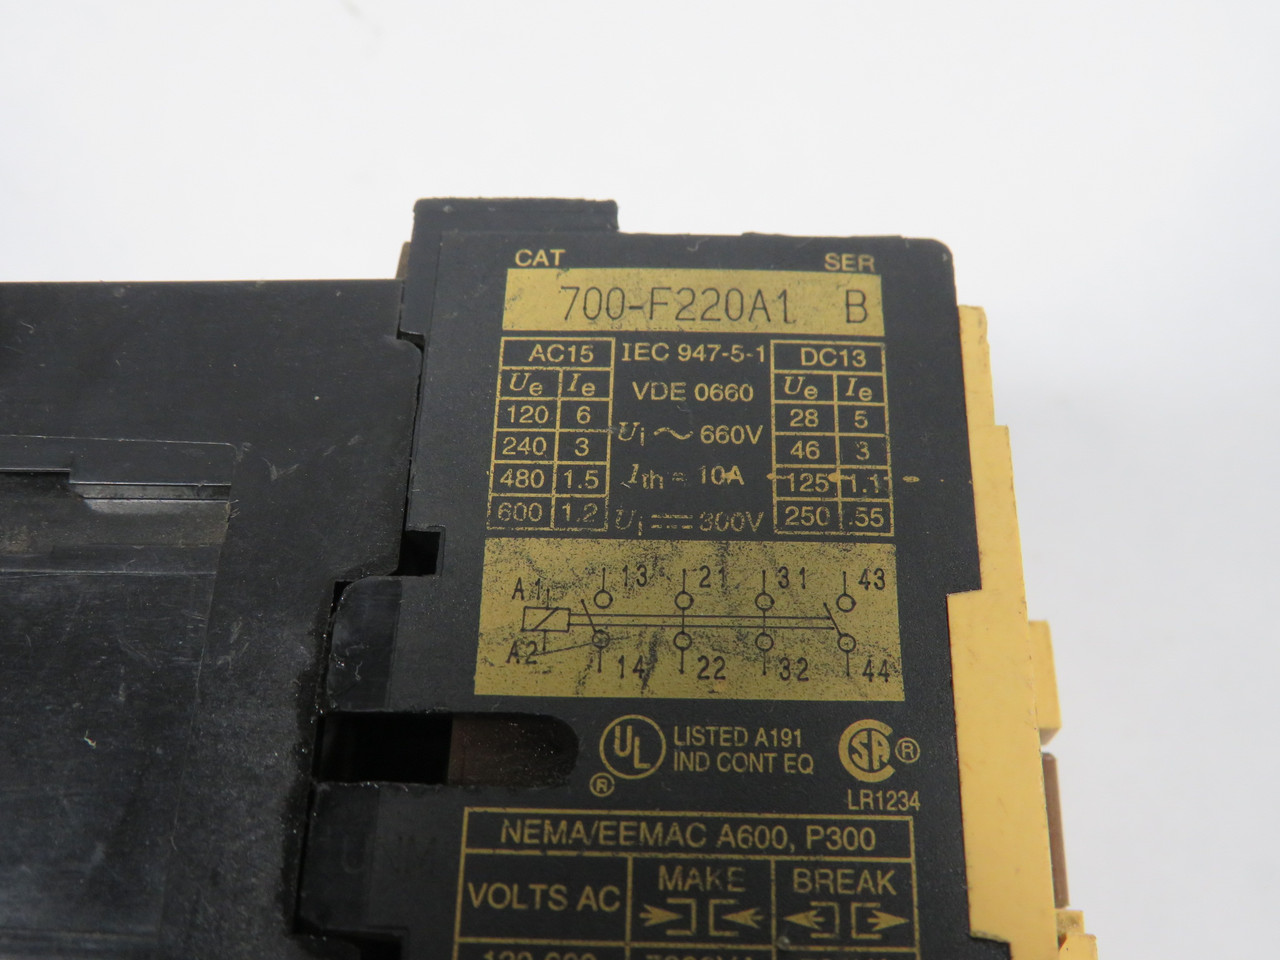 CAT SER
700-F220A1 B
AC15 IEC 947-5-1 DC13
Ue Ie VDE 0660 Ue Ie
120 6 28 5
240 3 Ui ~ 660V 46 3
480 1.5 Ith = 10A 125 1.11
600 1.2 Ui ⎓ 300V 250 .55
A1 13 21 31 43
A2 14 22 32 44
UL ® LISTED A191
IND CONT EQ
SA ®
LR1234
NEMA/EEMAC A600, P300
VOLTS AC MAKE BREAK